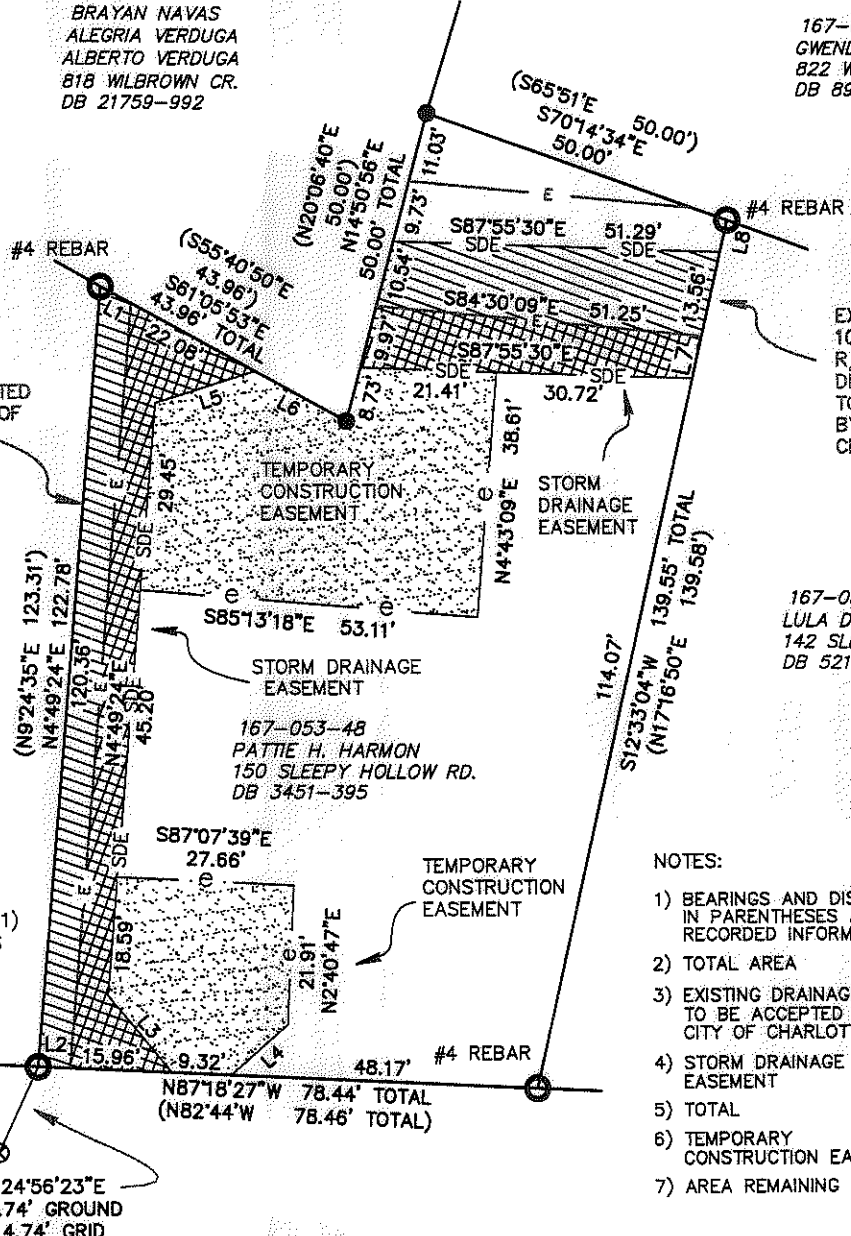 BRAYAN NAVAS
ALEGRIA VERDUGA
ALBERTO VERDUGA
818 WILBROWN CR.
DB 21759-992
167-
GWENL
822 W
DB 89
(S65°51'E 50.00')
S70°14'34"E
50.00'
(N20°06'40"E
50.00')
N14°50'56"E
50.00' TOTAL
11.03'
9.73'
10.54'
9.97'
8.73'
E
#4 REBAR
L8
S87°55'30"E 51.29'
SDE SDE
13.56'
S84°30'09"E 51.25'
E
S87°55'30"E
L7
SDE SDE
21.41' 30.72'
#4 REBAR
(S55°40'50"E
43.96')
S61°05'53"E
43.96' TOTAL
L1
22.08'
L5
L6
EX
10
R
DE
TO
BY
CH
TED
OF
TEMPORARY
CONSTRUCTION
EASEMENT
29.45'
SDE
E
38.61'
N4°43'09"E
e
STORM
DRAINAGE
EASEMENT
e e
S85°13'18"E 53.11'
(N9°24'35"E 123.31')
N4°49'24"E 122.78'
120.36'
E
N4°49'24"E
SDE
45.20'
STORM DRAINAGE
EASEMENT
167-053-48
PATTIE H. HARMON
150 SLEEPY HOLLOW RD.
DB 3451-395
114.07'
S12°33'04"W 139.55' TOTAL
(N17°16'50"E 139.58')
167-0
LULA D
142 SL
DB 521
S87°07'39"E
27.66'
e
SDE
E
18.59'
21.91'
N2°40'47"E
e
TEMPORARY
CONSTRUCTION
EASEMENT
1)
L3
L4
L2
15.96' 9.32' 48.17'
#4 REBAR
N87°18'27"W 78.44' TOTAL
(N82°44'W 78.46' TOTAL)
24°56'23"E
.74' GROUND
4.74' GRID
NOTES:
1) BEARINGS AND DIS
IN PARENTHESES
RECORDED INFORM
2) TOTAL AREA
3) EXISTING DRAINAG
TO BE ACCEPTED
CITY OF CHARLOT
4) STORM DRAINAGE
EASEMENT
5) TOTAL
6) TEMPORARY
CONSTRUCTION EA
7) AREA REMAINING